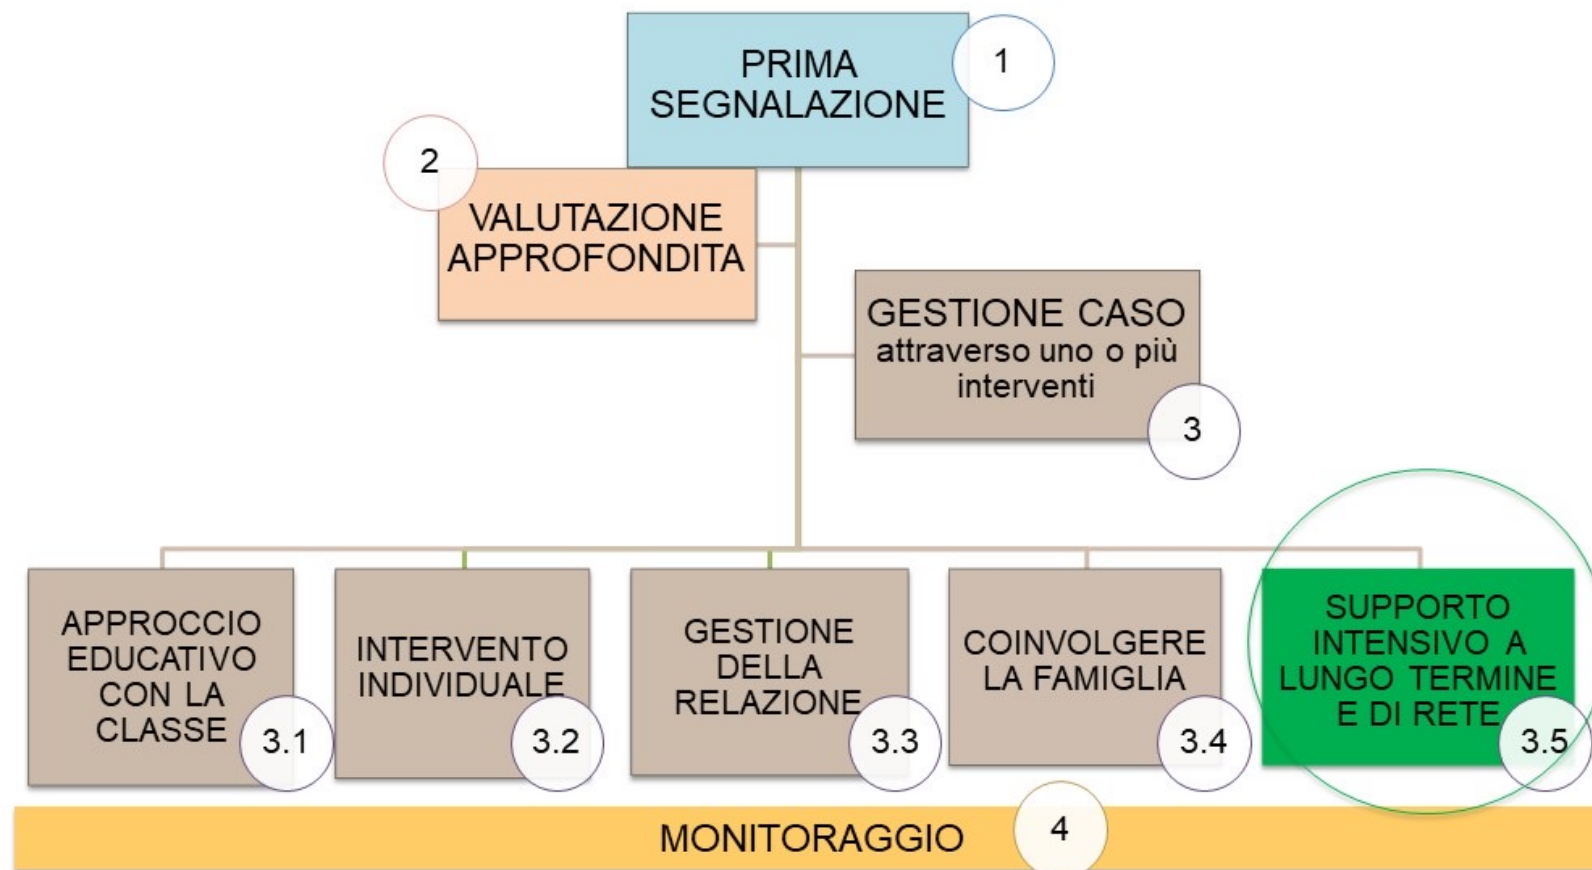 PRIMA
SEGNALAZIONE
1
2
VALUTAZIONE
APPROFONDITA
GESTIONE CASO
attraverso uno o più
interventi
3
APPROCCIO
EDUCATIVO
CON LA
CLASSE
3.1
INTERVENTO
INDIVIDUALE
3.2
GESTIONE
DELLA
RELAZIONE
3.3
COINVOLGERE
LA FAMIGLIA
3.4
SUPPORTO
INTENSIVO A
LUNGO TERMINE
E DI RETE
3.5
MONITORAGGIO
4